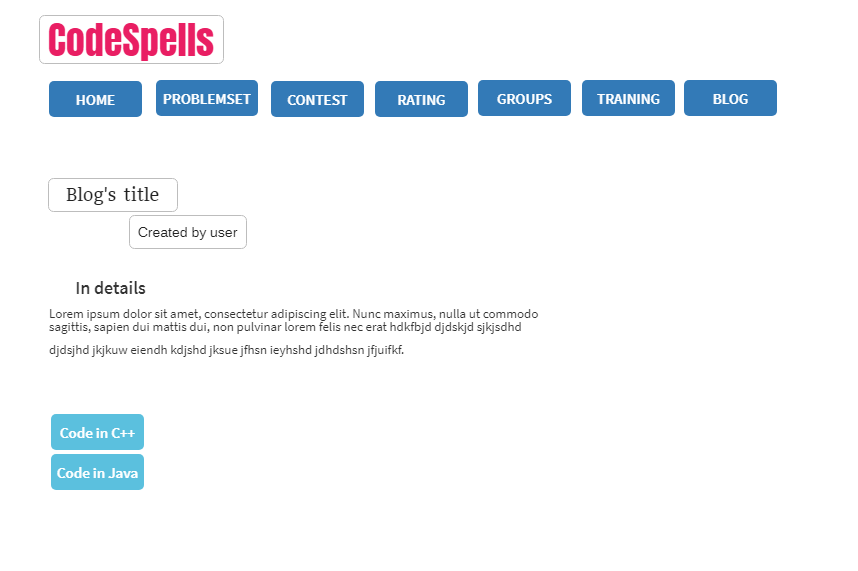 CodeSpells
HOME PROBLEMSET CONTEST RATING GROUPS TRAINING BLOG
Blog's title
Created by user
In details
Lorem ipsum dolor sit amet, consectetur adipiscing elit. Nunc maximus, nulla ut commodo
sagittis, sapien dui mattis dui, non pulvinar lorem felis nec erat hdkfbjd djdskjd sjkjsdhd
djdsjhd jkjkuw eiendh kdjshd jksue jfhsn ieyhshd jdhdshsn jfjuifkf.
Code in C++
Code in Java